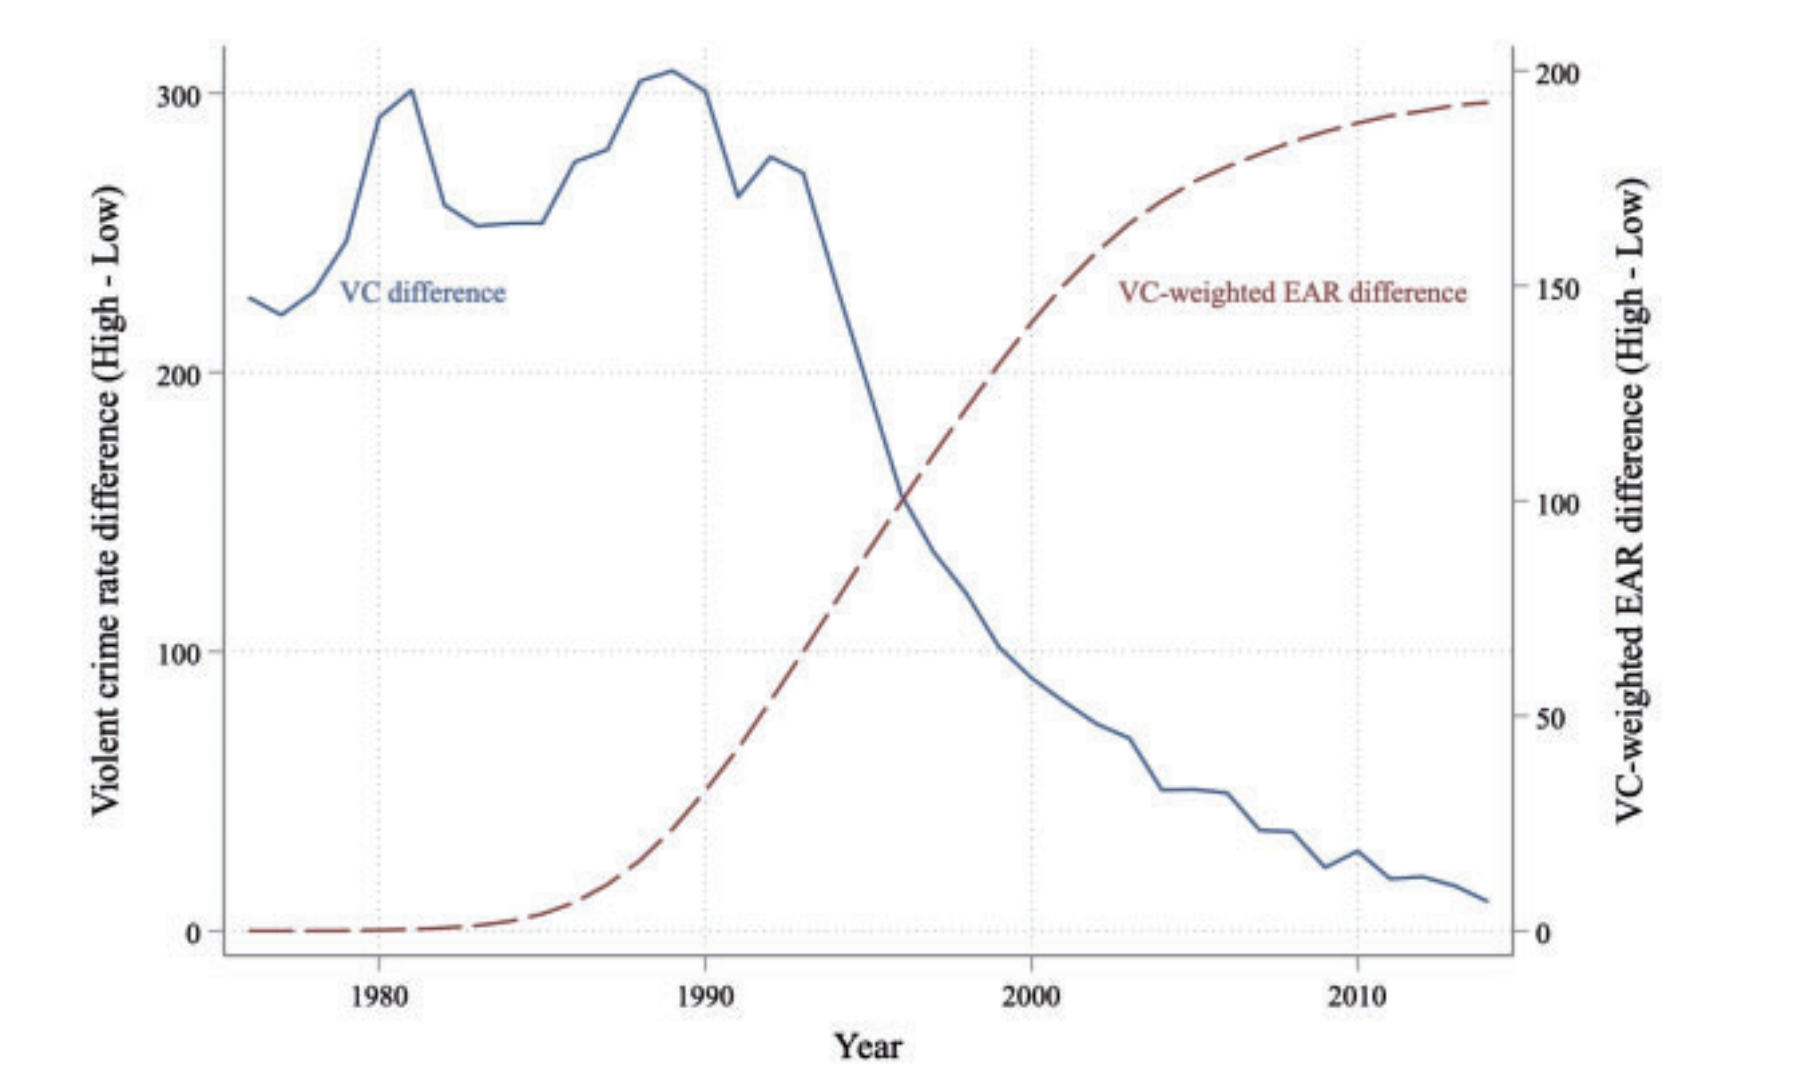 Violent crime rate difference (High - Low)
300
200
100
0
VC difference
VC-weighted EAR difference
200
150
100
50
0
VC-weighted EAR difference (High - Low)
1980
1990
2000
2010
Year